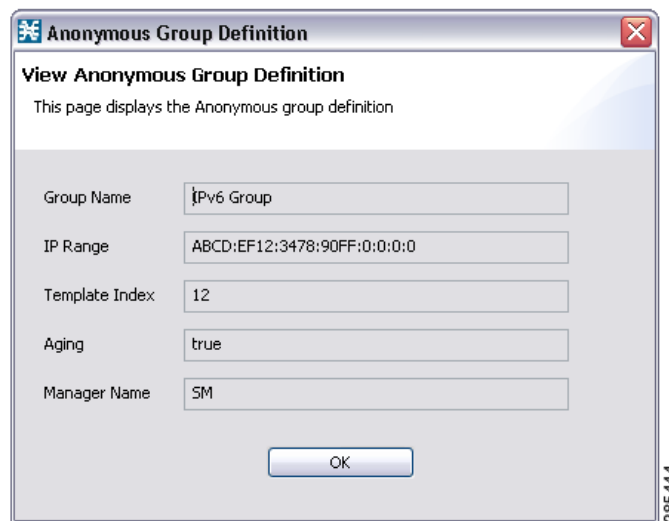 Anonymous Group Definition
View Anonymous Group Definition
This page displays the Anonymous group definition
Group Name IPv6 Group
IP Range ABCD:EF12:3478:90FF:0:0:0:0
Template Index 12
Aging true
Manager Name SM
OK